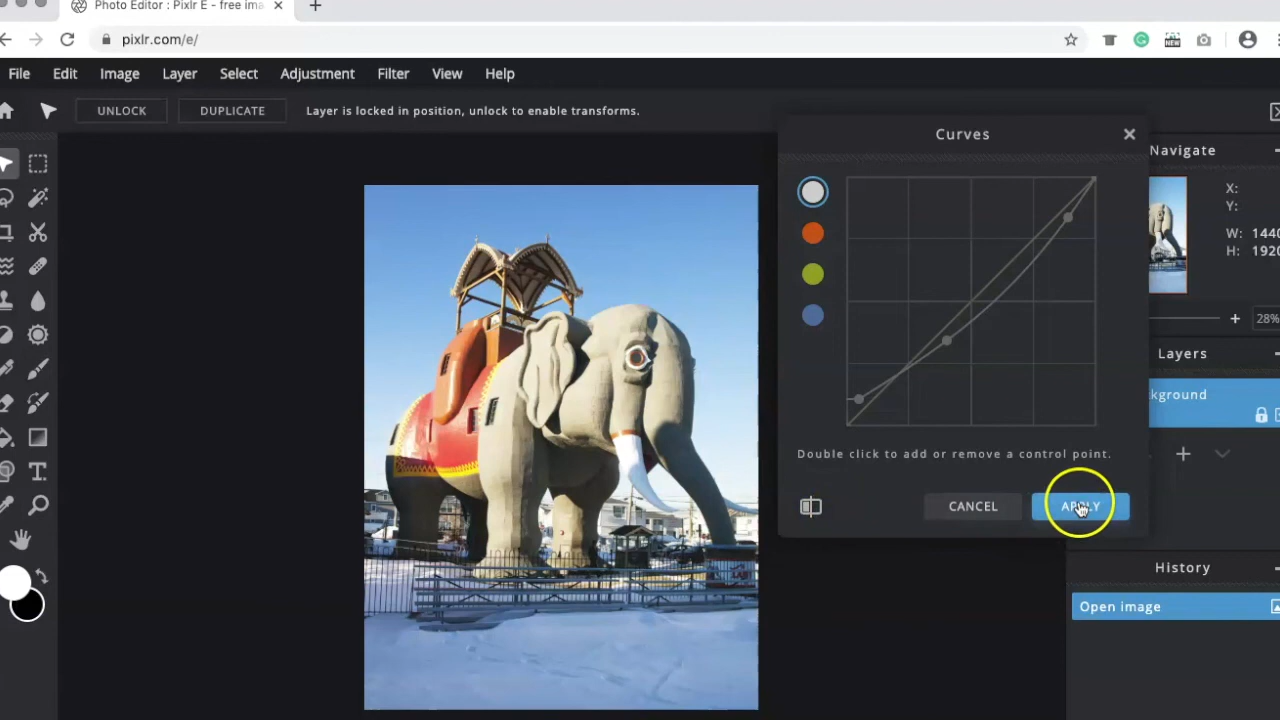 Photo Editor : Pixlr E - free ima
pixlr.com/e/
NEW
File Edit Image Layer Select Adjustment Filter View Help
UNLOCK DUPLICATE Layer is locked in position, unlock to enable transforms.
Curves
Navigate
X:
Y:
W: 1440
H: 1920
28%
Layers
kground
Double click to add or remove a control point.
CANCEL APPLY
History
Open image